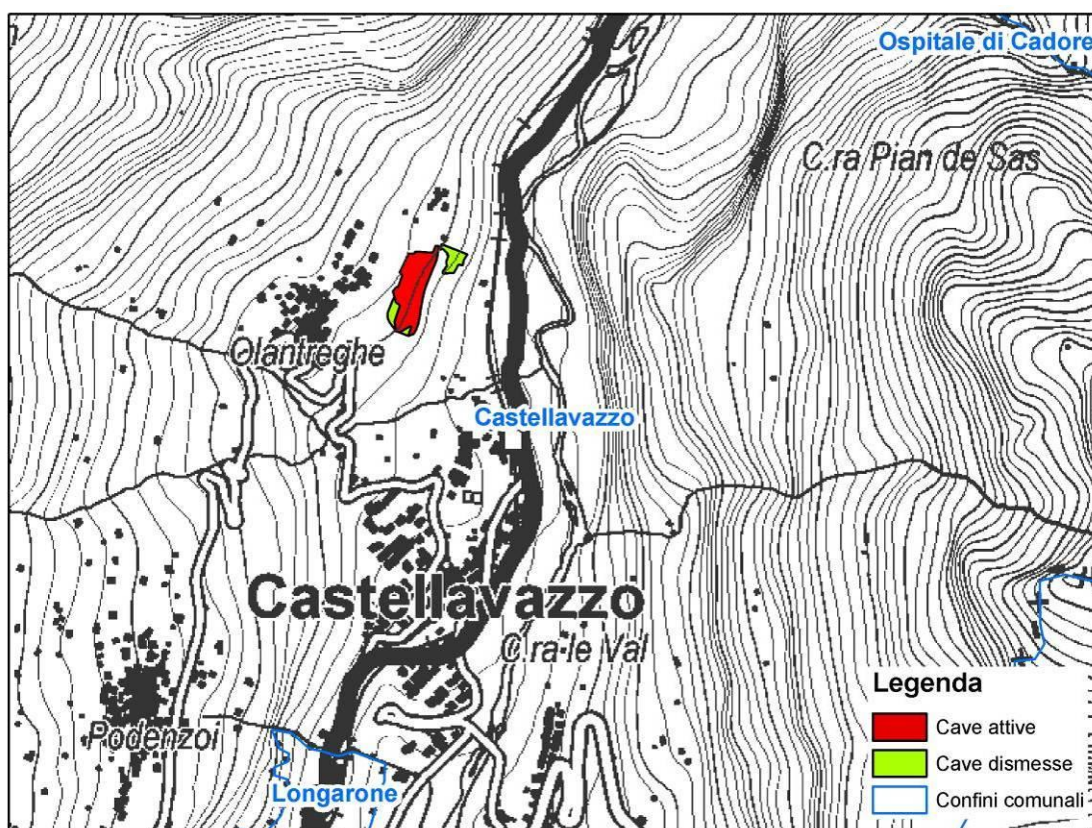 Ospitale di Cadore
C.ra Pian de Sas
Olantreghe
Castellavazzo
Castellavazzo
C.ra le Val
Podenzoi
Longarone
Legenda
Cave attive
Cave dismesse
Confini comunali